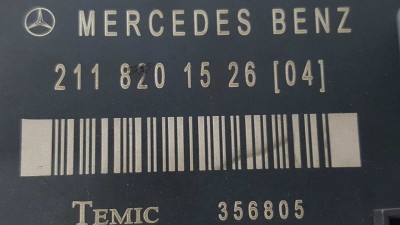 MERCEDES BENZ
211 820 15 26 [04]
TEMIC 356805